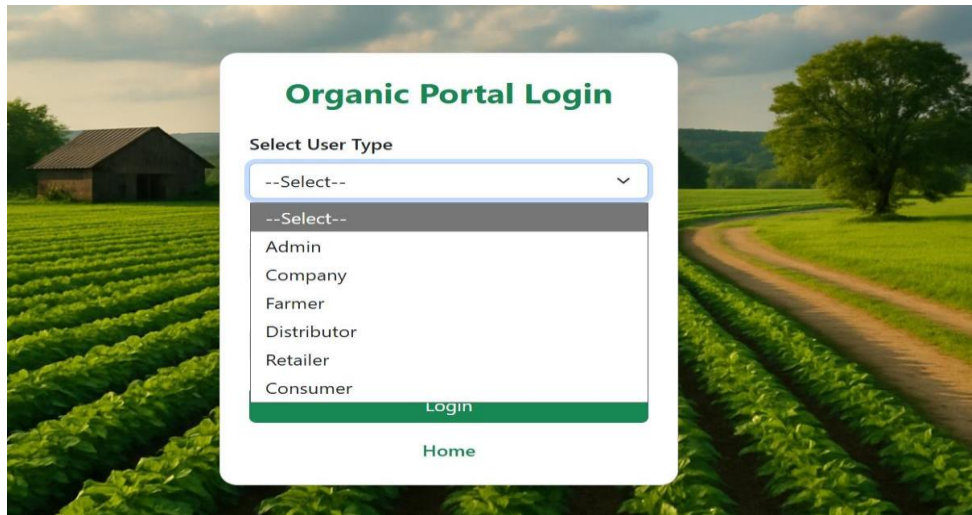 Organic Portal Login
Select User Type
--Select--
--Select--
Admin
Company
Farmer
Distributor
Retailer
Consumer
Login
Home